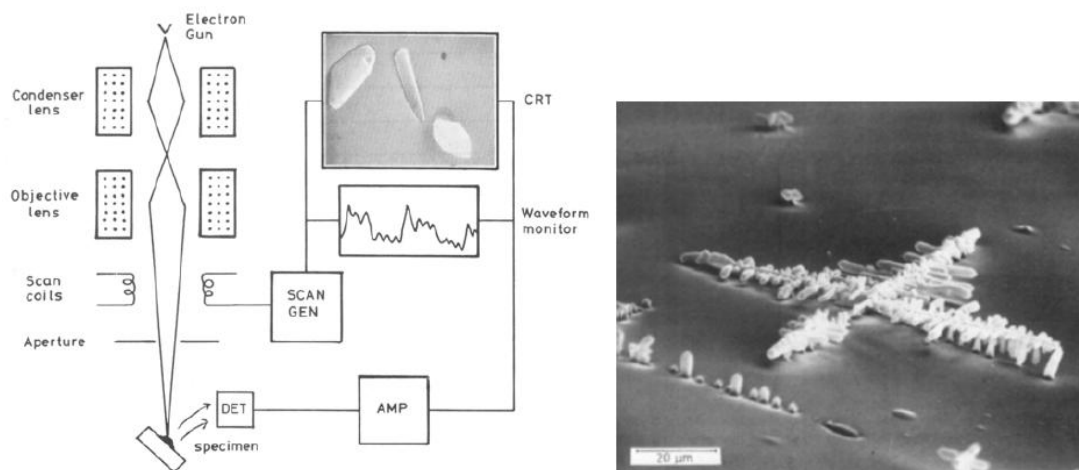 Electron
Gun
Condenser
lens
CRT
Objective
lens
Waveform
monitor
Scan
coils
SCAN
GEN
Aperture
DET
AMP
specimen
20 µm